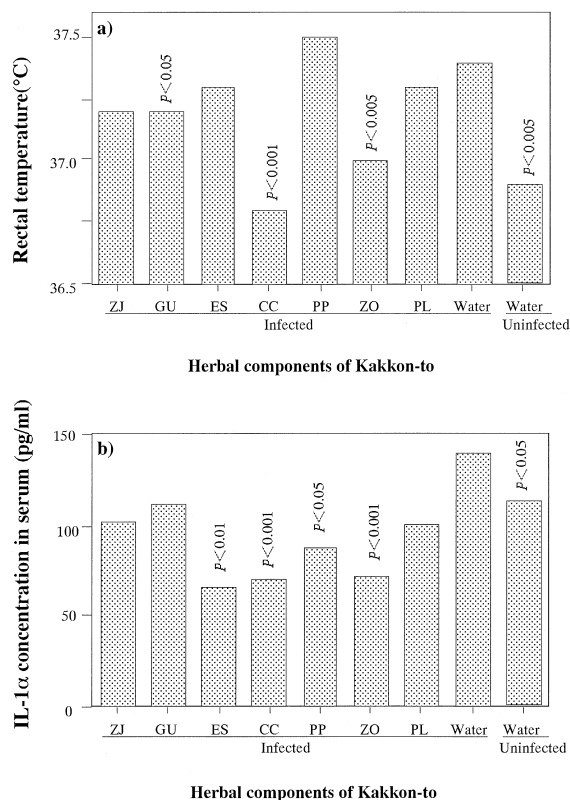 a)
Rectal temperature(°C)
37.5
37.0
36.5
P<0.05
P<0.001
P<0.005
P<0.005
ZJ GU ES CC PP ZO PL Water Water
Infected Uninfected
Herbal components of Kakkon-to
b)
IL-1α concentration in serum (pg/ml)
150
100
50
0
P<0.01
P<0.001
P<0.05
P<0.001
P<0.05
ZJ GU ES CC PP ZO PL Water Water
Infected Uninfected
Herbal components of Kakkon-to